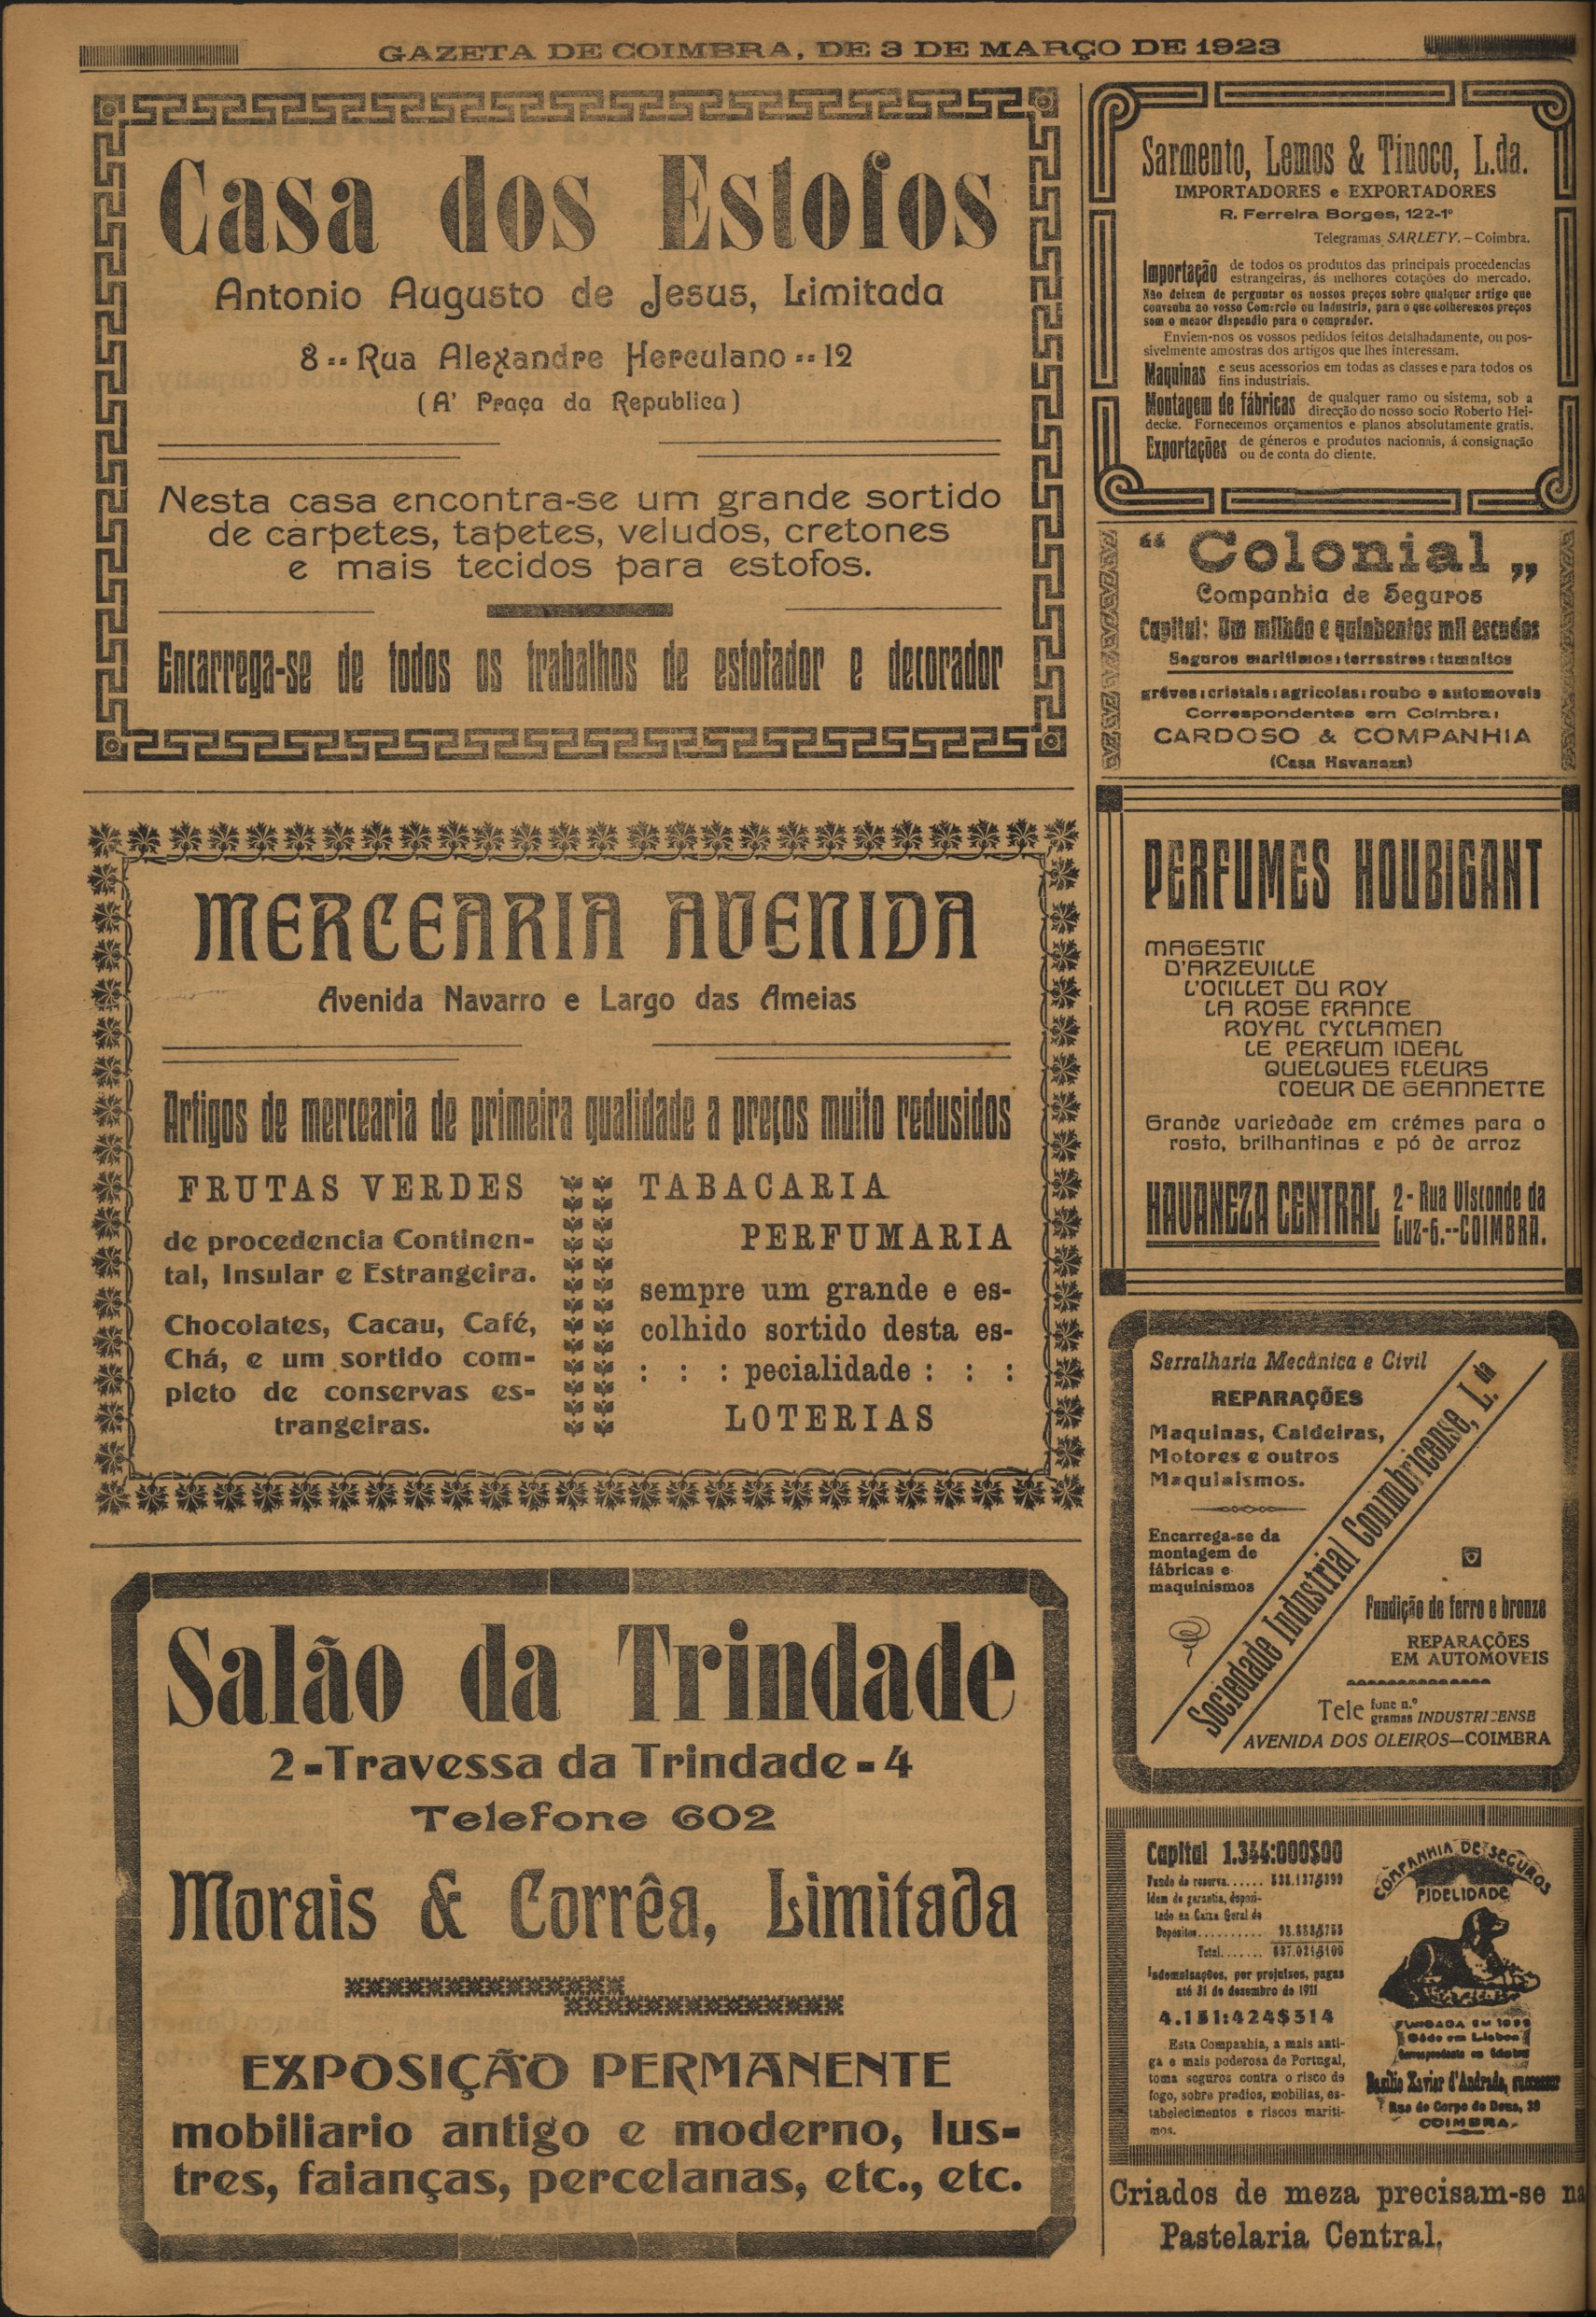 GAZETA DE COIMBRA, DE 3 DE MARÇO DE 1923
Casa dos Estofos
Antonio Augusto de Jesus, Limitada
8 -- Rua Alexandre Herculano -- 12
(A' Praça da Republica)
Nesta casa encontra-se um grande sortido
de carpetes, tapetes, veludos, cretones
e mais tecidos para estofos.
Encarrega-se de todos os trabalhos de estofador e decorador
MERCEARIA AVENIDA
Avenida Navarro e Largo das Ameias
Artigos de mercearia de primeira qualidade a preços muito redusidos
FRUTAS VERDES
de procedencia Continen-
tal, Insular e Estrangeira.
Chocolates, Cacau, Café,
Chá, e um sortido com-
pleto de conservas es-
trangeiras.
TABACARIA
PERFUMARIA
sempre um grande e es-
colhido sortido desta es-
: : : pecialidade : : :
LOTERIAS
Salão da Trindade
2 - Travessa da Trindade - 4
Telefone 602
Morais & Corrêa, Limitada
EXPOSIÇÃO PERMANENTE
mobiliario antigo e moderno, lus-
tres, faianças, percelanas, etc., etc.
Sarmento, Lemos & Tinoco, L.da.
IMPORTADORES e EXPORTADORES
R. Ferreira Borges, 122-1º
Telegramas SARLETY. — Coimbra.
Importação de todos os produtos das principais procedencias
estrangeiras, ás melhores cotações do mercado.
Não deixem de perguntar os nossos preços sobre qualquer artigo que
convenha ao vosso Comercio ou Industria, para o que colheremos preços
sem o menor dispendio para o comprador.
Enviem-nos os vossos pedidos feitos detalhadamente, ou pos-
sivelmente amostras dos artigos que lhes interessam.
Maquinas e seus acessorios em todas as classes e para todos os
fins industriais.
Montagem de fábricas de qualquer ramo ou sistema, sob a
direcção do nosso socio Roberto Hei-
decke. Fornecemos orçamentos e planos absolutamente gratis.
Exportações de géneros e produtos nacionais, á consignação
ou de conta do cliente.
“ Colonial „
Companhia de Seguros
Capital: Um milhão e quinhentos mil escudos
Seguros maritimos : terrestres : tumultos
gréves : cristais : agricolas : roubo e automoveis
Correspondentes em Coimbra:
CARDOSO & COMPANHIA
(Casa Havaneza)
PERFUMES HOUBIGANT
MAGESTIC
D'ARZEVILLE
L'OCILLET DU ROY
LA ROSE FRANCE
ROYAL CYCLAMEN
LE PERFUM IDEAL
QUELQUES FLEURS
COEUR DE GEANNETTE
Grande variedade em crémes para o
rosto, brilhantinas e pó de arroz
HAVANEZA CENTRAL 2 - Rua Visconde da
Luz-6.--COIMBRA.
Serralharia Mecânica e Civil
REPARAÇÕES
Maquinas, Caldeiras,
Motores e outros
Maquinismos.
Encarrega-se da
montagem de
fábricas e
maquinismos
Sociedade Industrial Conimbricense, L.da
Fundição de ferro e bronze
REPARAÇÕES
EM AUTOMOVEIS
Tele fone n.º
gramas INDUSTRICENSE
AVENIDA DOS OLEIROS—COIMBRA
Capital 1.344:000$00
Fundo de reserva......
Idem de garantia, deposi-
tado na Caixa Geral de
Depositos..........
Total.......
Indemnisações, por prejuizos, pagas
até 31 de dezembro de 1911
4.151:424$314
Esta Companhia, a mais anti-
ga e mais poderosa de Portugal,
toma seguros contra o risco de
fogo, sobre predios, mobilias, es-
tabelecimentos e riscos mariti-
mos.
COMPANHIA DE SEGUROS
FIDELIDADE
FUNDADA EM
Séde em Lisboa
Correspondente em Coimbra
Basilio Xavier d'Andrade, successor
Rua do Corpo de Deus, 38
COIMBRA
Criados de meza precisam-se na
Pastelaria Central.